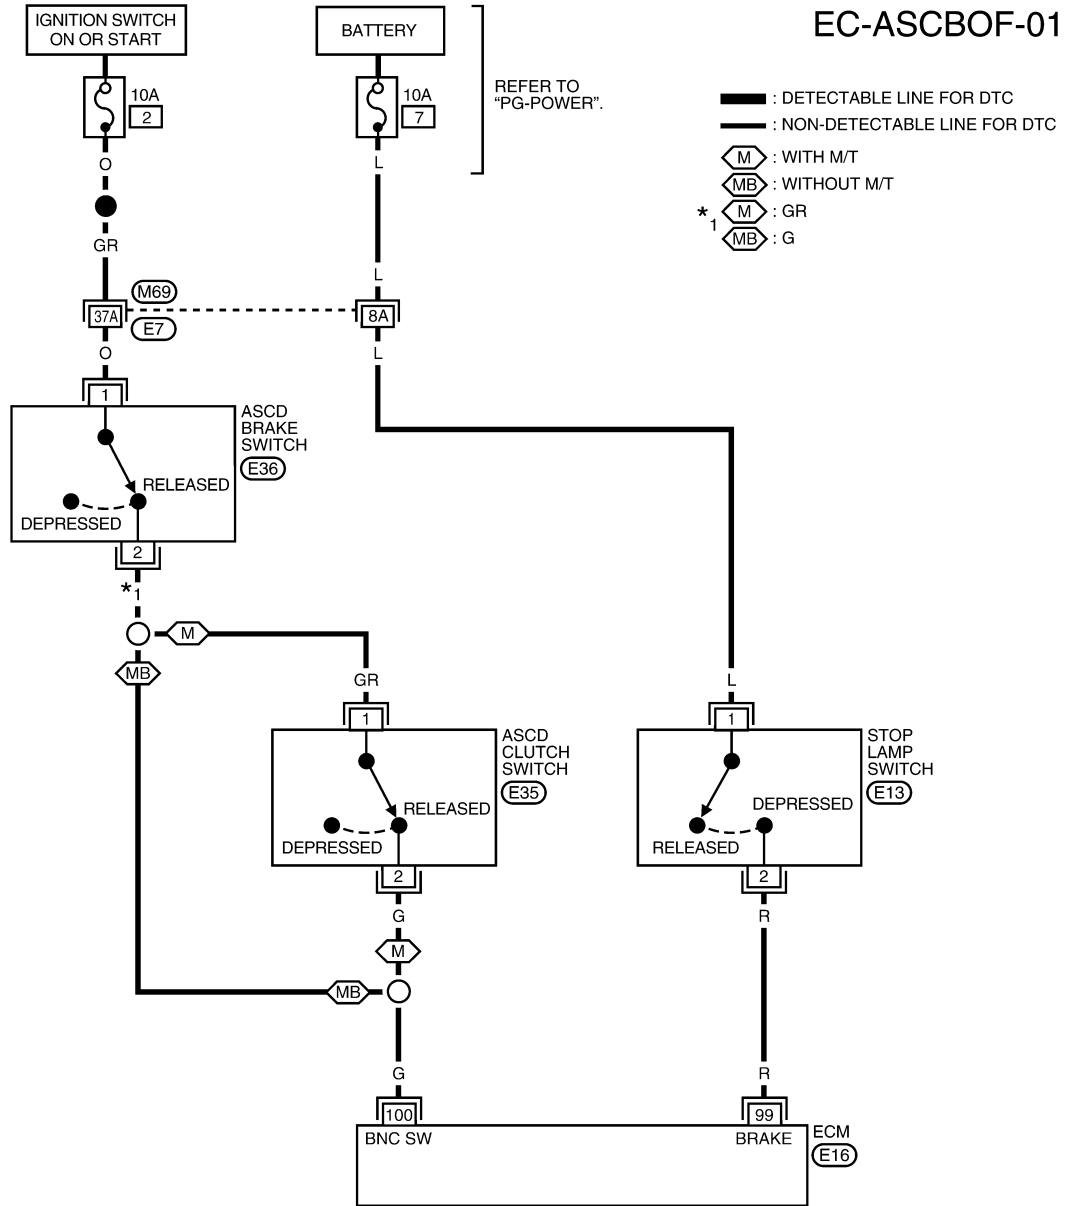 EC-ASCBOF-01
IGNITION SWITCH
ON OR START
BATTERY
REFER TO
“PG-POWER”.
10A
2
10A
7
: DETECTABLE LINE FOR DTC
: NON-DETECTABLE LINE FOR DTC
M : WITH M/T
MB : WITHOUT M/T
*1 M : GR
MB : G
O
L
GR
L
M69
37A
8A
E7
O
L
1
ASCD
BRAKE
SWITCH
E36
RELEASED
DEPRESSED
2
*1
M
MB
GR
L
1
ASCD
CLUTCH
SWITCH
E35
RELEASED
DEPRESSED
2
1
STOP
LAMP
SWITCH
E13
DEPRESSED
RELEASED
2
G
R
M
MB
G
R
100
99
BNC SW
BRAKE
ECM
E16